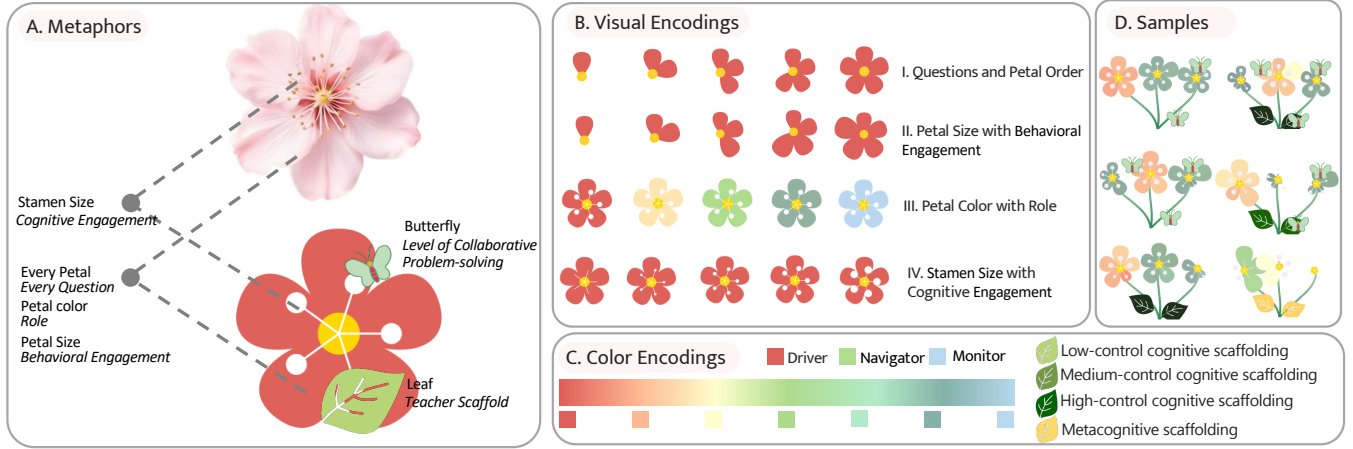 A. Metaphors
Stamen Size
Cognitive Engagement
Every Petal
Every Question
Petal color
Role
Petal Size
Behavioral Engagement
Butterfly
Level of Collaborative
Problem-solving
Leaf
Teacher Scaffold
B. Visual Encodings
I. Questions and Petal Order
II. Petal Size with Behavioral
Engagement
III. Petal Color with Role
IV. Stamen Size with
Cognitive Engagement
C. Color Encodings
Driver
Navigator
Monitor
Low-control cognitive scaffolding
Medium-control cognitive scaffolding
High-control cognitive scaffolding
Metacognitive scaffolding
D. Samples